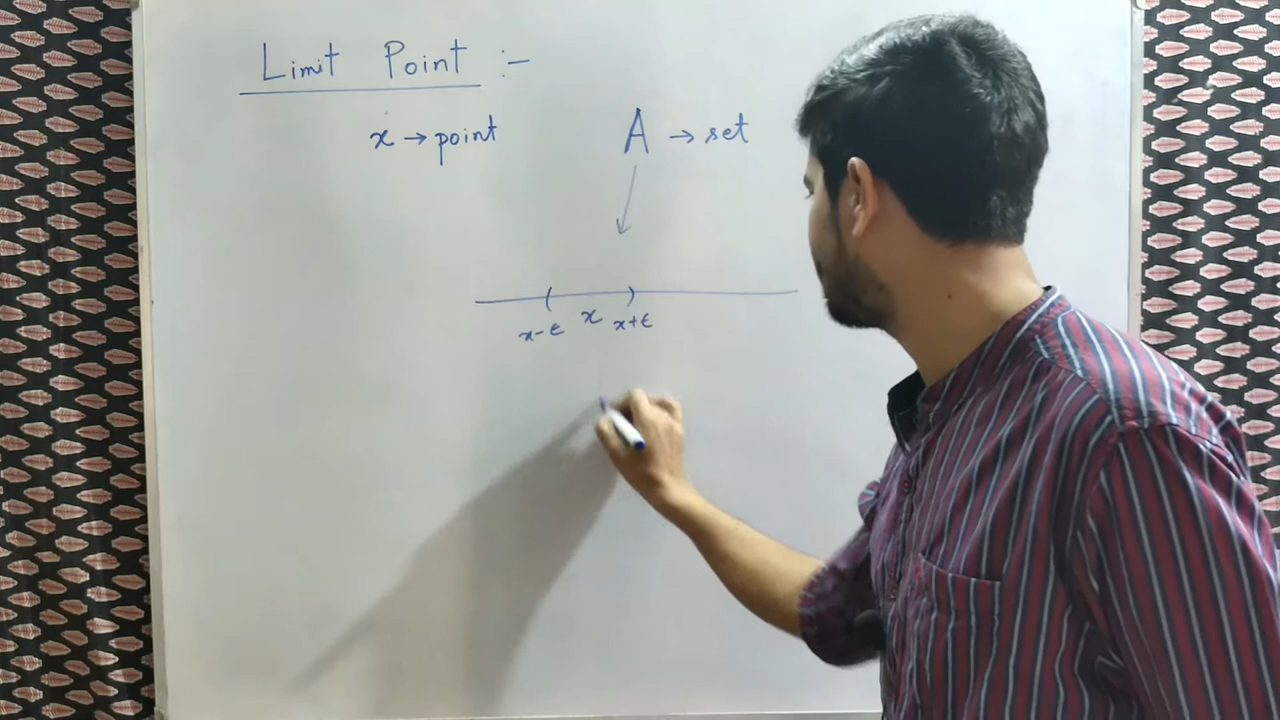 Limit Point :-
x → point A → set
x-ε x x+ε